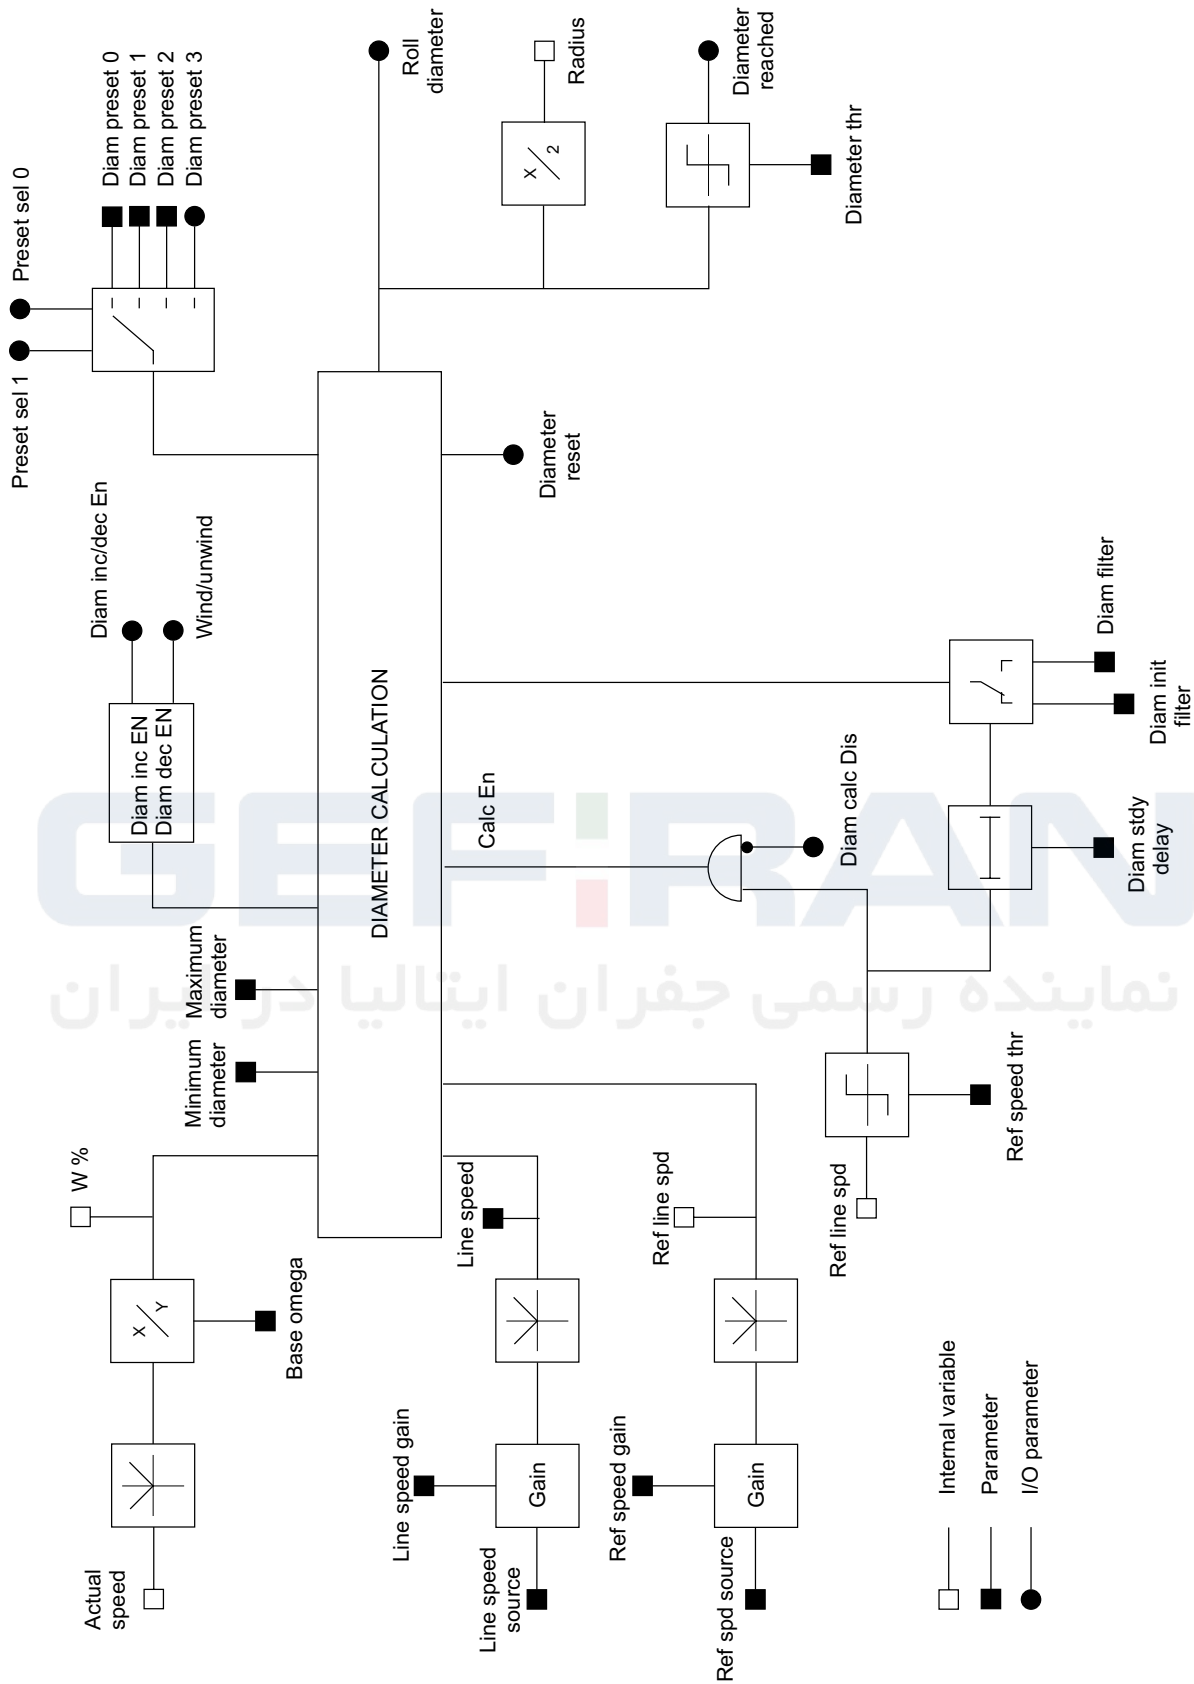 Actual
speed
W %
X
Y
Base omega
Minimum
diameter
Maximum
diameter
Diam inc EN
Diam dec EN
Diam inc/dec En
Wind/unwind
Preset sel 1
Preset sel 0
Diam preset 0
Diam preset 1
Diam preset 2
Diam preset 3
DIAMETER CALCULATION
Roll
diameter
X
2
Radius
Diameter
reached
Diameter thr
Diameter
reset
Line speed gain
Line speed
source
Gain
Line speed
Calc En
Ref speed gain
Ref spd source
Gain
Ref line spd
Diam calc Dis
Ref line spd
Ref speed thr
Diam stdy
delay
Diam init
filter
Diam filter
Internal variable
Parameter
I/O parameter
GEFRAN
نماینده رسمی جفران ایتالیا در ایران